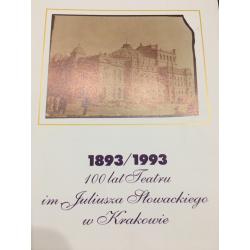 1893/1993
100 lat Teatru
im Juliusza Słowackiego
w Krakowie